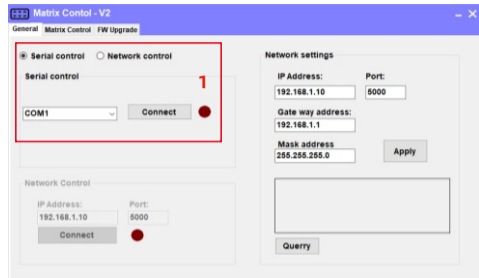 Matrix Contol - V2
General Matrix Control FW Upgrade
Serial control Network control
Serial control
1
COM1 Connect
Network Control
IP Address: Port:
192.168.1.10 5000
Connect
Network settings
IP Address: Port:
192.168.1.10 5000
Gate way address:
192.168.1.1
Mask address
255.255.255.0 Apply
Querry